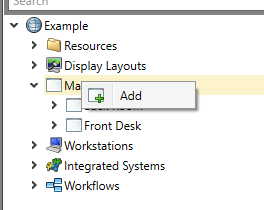 Search
Example
Resources
Display Layouts
Ma
Add
Front Desk
Workstations
Integrated Systems
Workflows